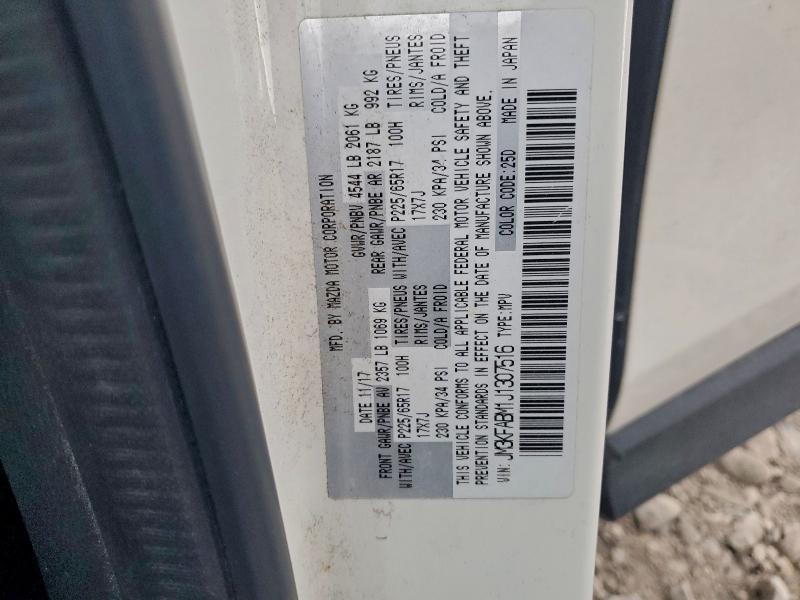 MFD. BY MAZDA MOTOR CORPORATION
DATE 11/17 GVWR/PNBV 4544 LB 2061 KG
FRONT GAWR/PNBE AV 2357 LB 1069 KG REAR GAWR/PNBE AR 2187 LB 992 KG
WITH/AVEC P225/65R17 100H TIRES/PNEUS WITH/AVEC P225/65R17 100H TIRES/PNEUS
17X7J RIMS/JANTES 17X7J RIMS/JANTES
230 KPA/34 PSI COLD/A FROID 230 KPA/34 PSI COLD/A FROID
THIS VEHICLE CONFORMS TO ALL APPLICABLE FEDERAL MOTOR VEHICLE SAFETY AND THEFT
PREVENTION STANDARDS IN EFFECT ON THE DATE OF MANUFACTURE SHOWN ABOVE.
VIN: JM3KFABM1J1307516 TYPE:MPV COLOR CODE:25D MADE IN JAPAN